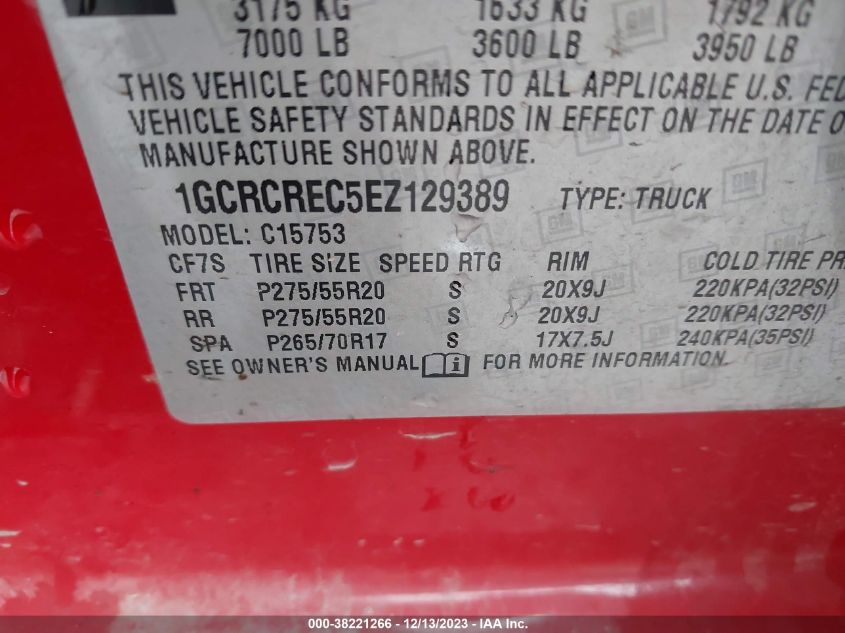 3175 KG 1633 KG 1792 KG
7000 LB 3600 LB 3950 LB
THIS VEHICLE CONFORMS TO ALL APPLICABLE U.S. FED
VEHICLE SAFETY STANDARDS IN EFFECT ON THE DATE O
MANUFACTURE SHOWN ABOVE.
1GCRCREC5EZ129389 TYPE: TRUCK
MODEL: C15753
CF7S TIRE SIZE SPEED RTG RIM COLD TIRE PR
FRT P275/55R20 S 20X9J 220KPA(32PSI)
RR P275/55R20 S 20X9J 220KPA(32PSI)
SPA P265/70R17 S 17X7.5J 240KPA(35PSI)
SEE OWNER'S MANUAL i FOR MORE INFORMATION.
000-38221266 - 12/13/2023 - IAA Inc.